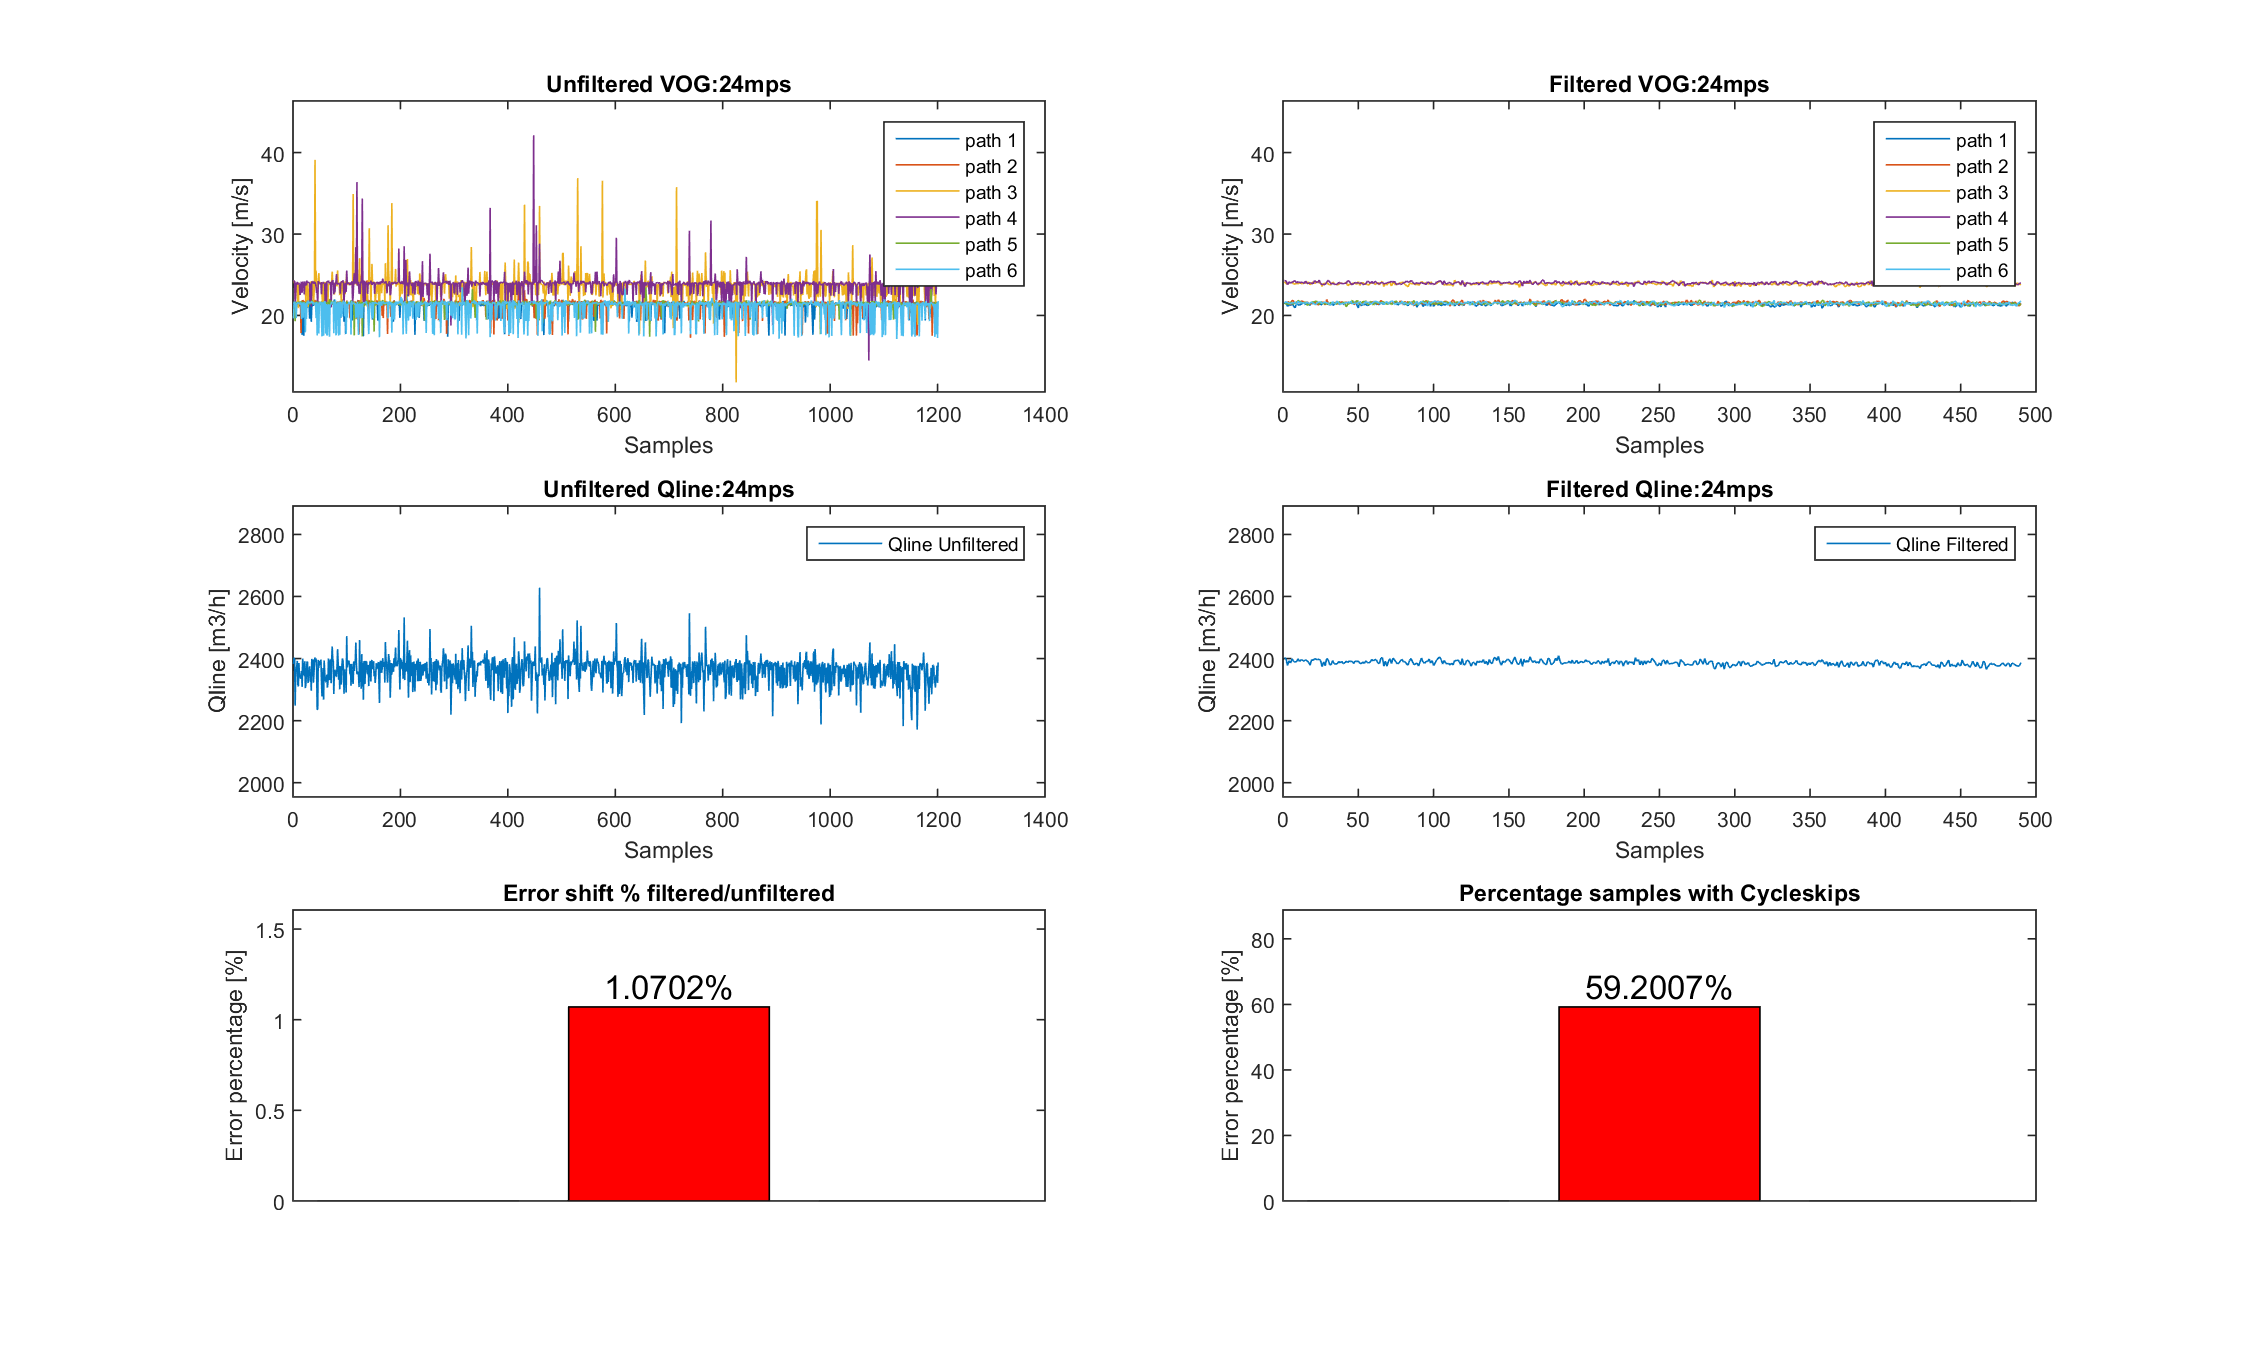 Unfiltered VOG:24mps
Velocity [m/s]
40
30
20
path 1
path 2
path 3
path 4
path 5
path 6
0 200 400 600 800 1000 1200 1400
Samples
Filtered VOG:24mps
Velocity [m/s]
40
30
20
path 1
path 2
path 3
path 4
path 5
path 6
0 50 100 150 200 250 300 350 400 450 500
Samples
Unfiltered Qline:24mps
Qline [m3/h]
2800
2600
2400
2200
2000
Qline Unfiltered
0 200 400 600 800 1000 1200 1400
Samples
Filtered Qline:24mps
Qline [m3/h]
2800
2600
2400
2200
2000
Qline Filtered
0 50 100 150 200 250 300 350 400 450 500
Samples
Error shift % filtered/unfiltered
Error percentage [%]
1.5
1
0.5
0
1.0702%
Percentage samples with Cycleskips
Error percentage [%]
80
60
40
20
0
59.2007%